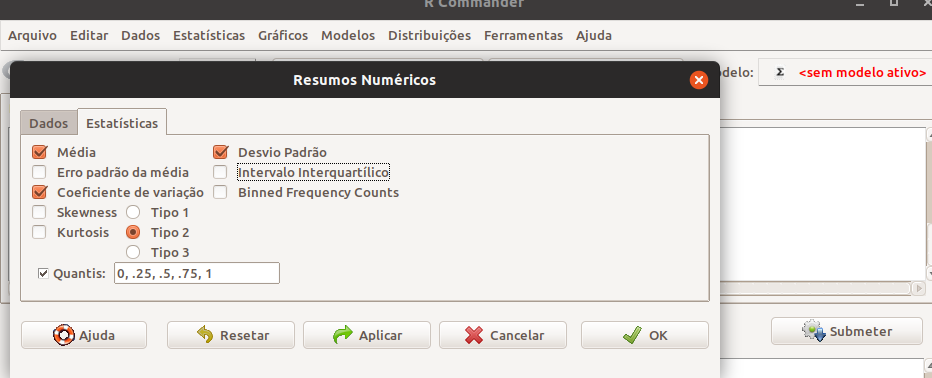 R Commander
Arquivo Editar Dados Estatísticas Gráficos Modelos Distribuições Ferramentas Ajuda
Resumos Numéricos
delo: Σ <sem modelo ativo>
Dados Estatísticas
Média Desvio Padrão
Erro padrão da média Intervalo Interquartílico
Coeficiente de variação Binned Frequency Counts
Skewness Tipo 1
Kurtosis Tipo 2
Tipo 3
Quantis: 0, .25, .5, .75, 1
Ajuda Resetar Aplicar Cancelar OK
Submeter